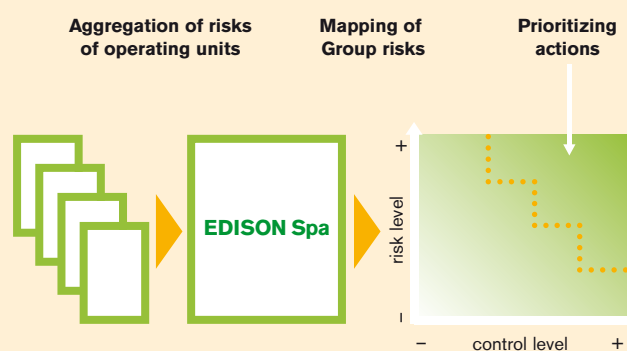 Aggregation of risks
of operating units
Mapping of
Group risks
Prioritizing
actions
EDISON Spa
+
risk level
–
–
control level
+